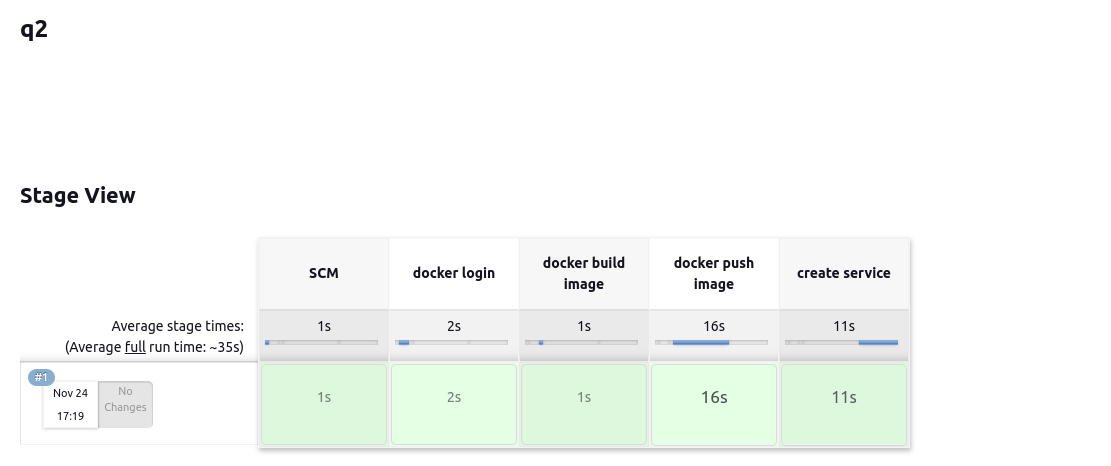 q2
Stage View
SCM
docker login
docker build
image
docker push
image
create service
Average stage times:
(Average full run time: ~35s)
1s
2s
1s
16s
11s
#1
Nov 24
17:19
No
Changes
1s
2s
1s
16s
11s